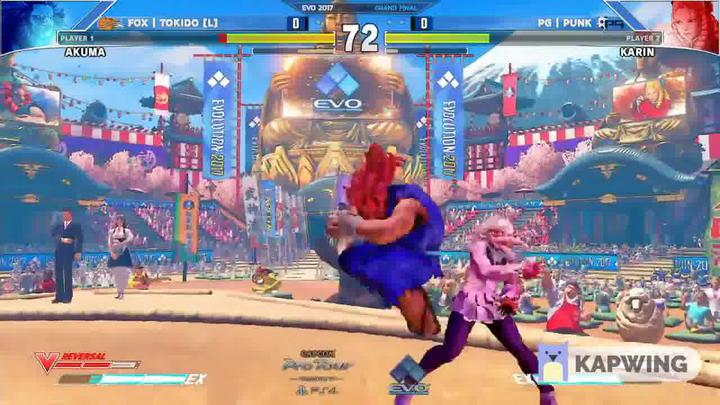 EVO 2017 GRAND FINAL
FOX | TOKIDO [L] 0 72 0 PG | PUNK
PLAYER 1 PLAYER 2
AKUMA KARIN
EVO
EVOLUTION 2017
EVOLUTION 2017
REVERSAL
EX
CAPCOM
Pro Tour
PS4
EVO
KAPWING